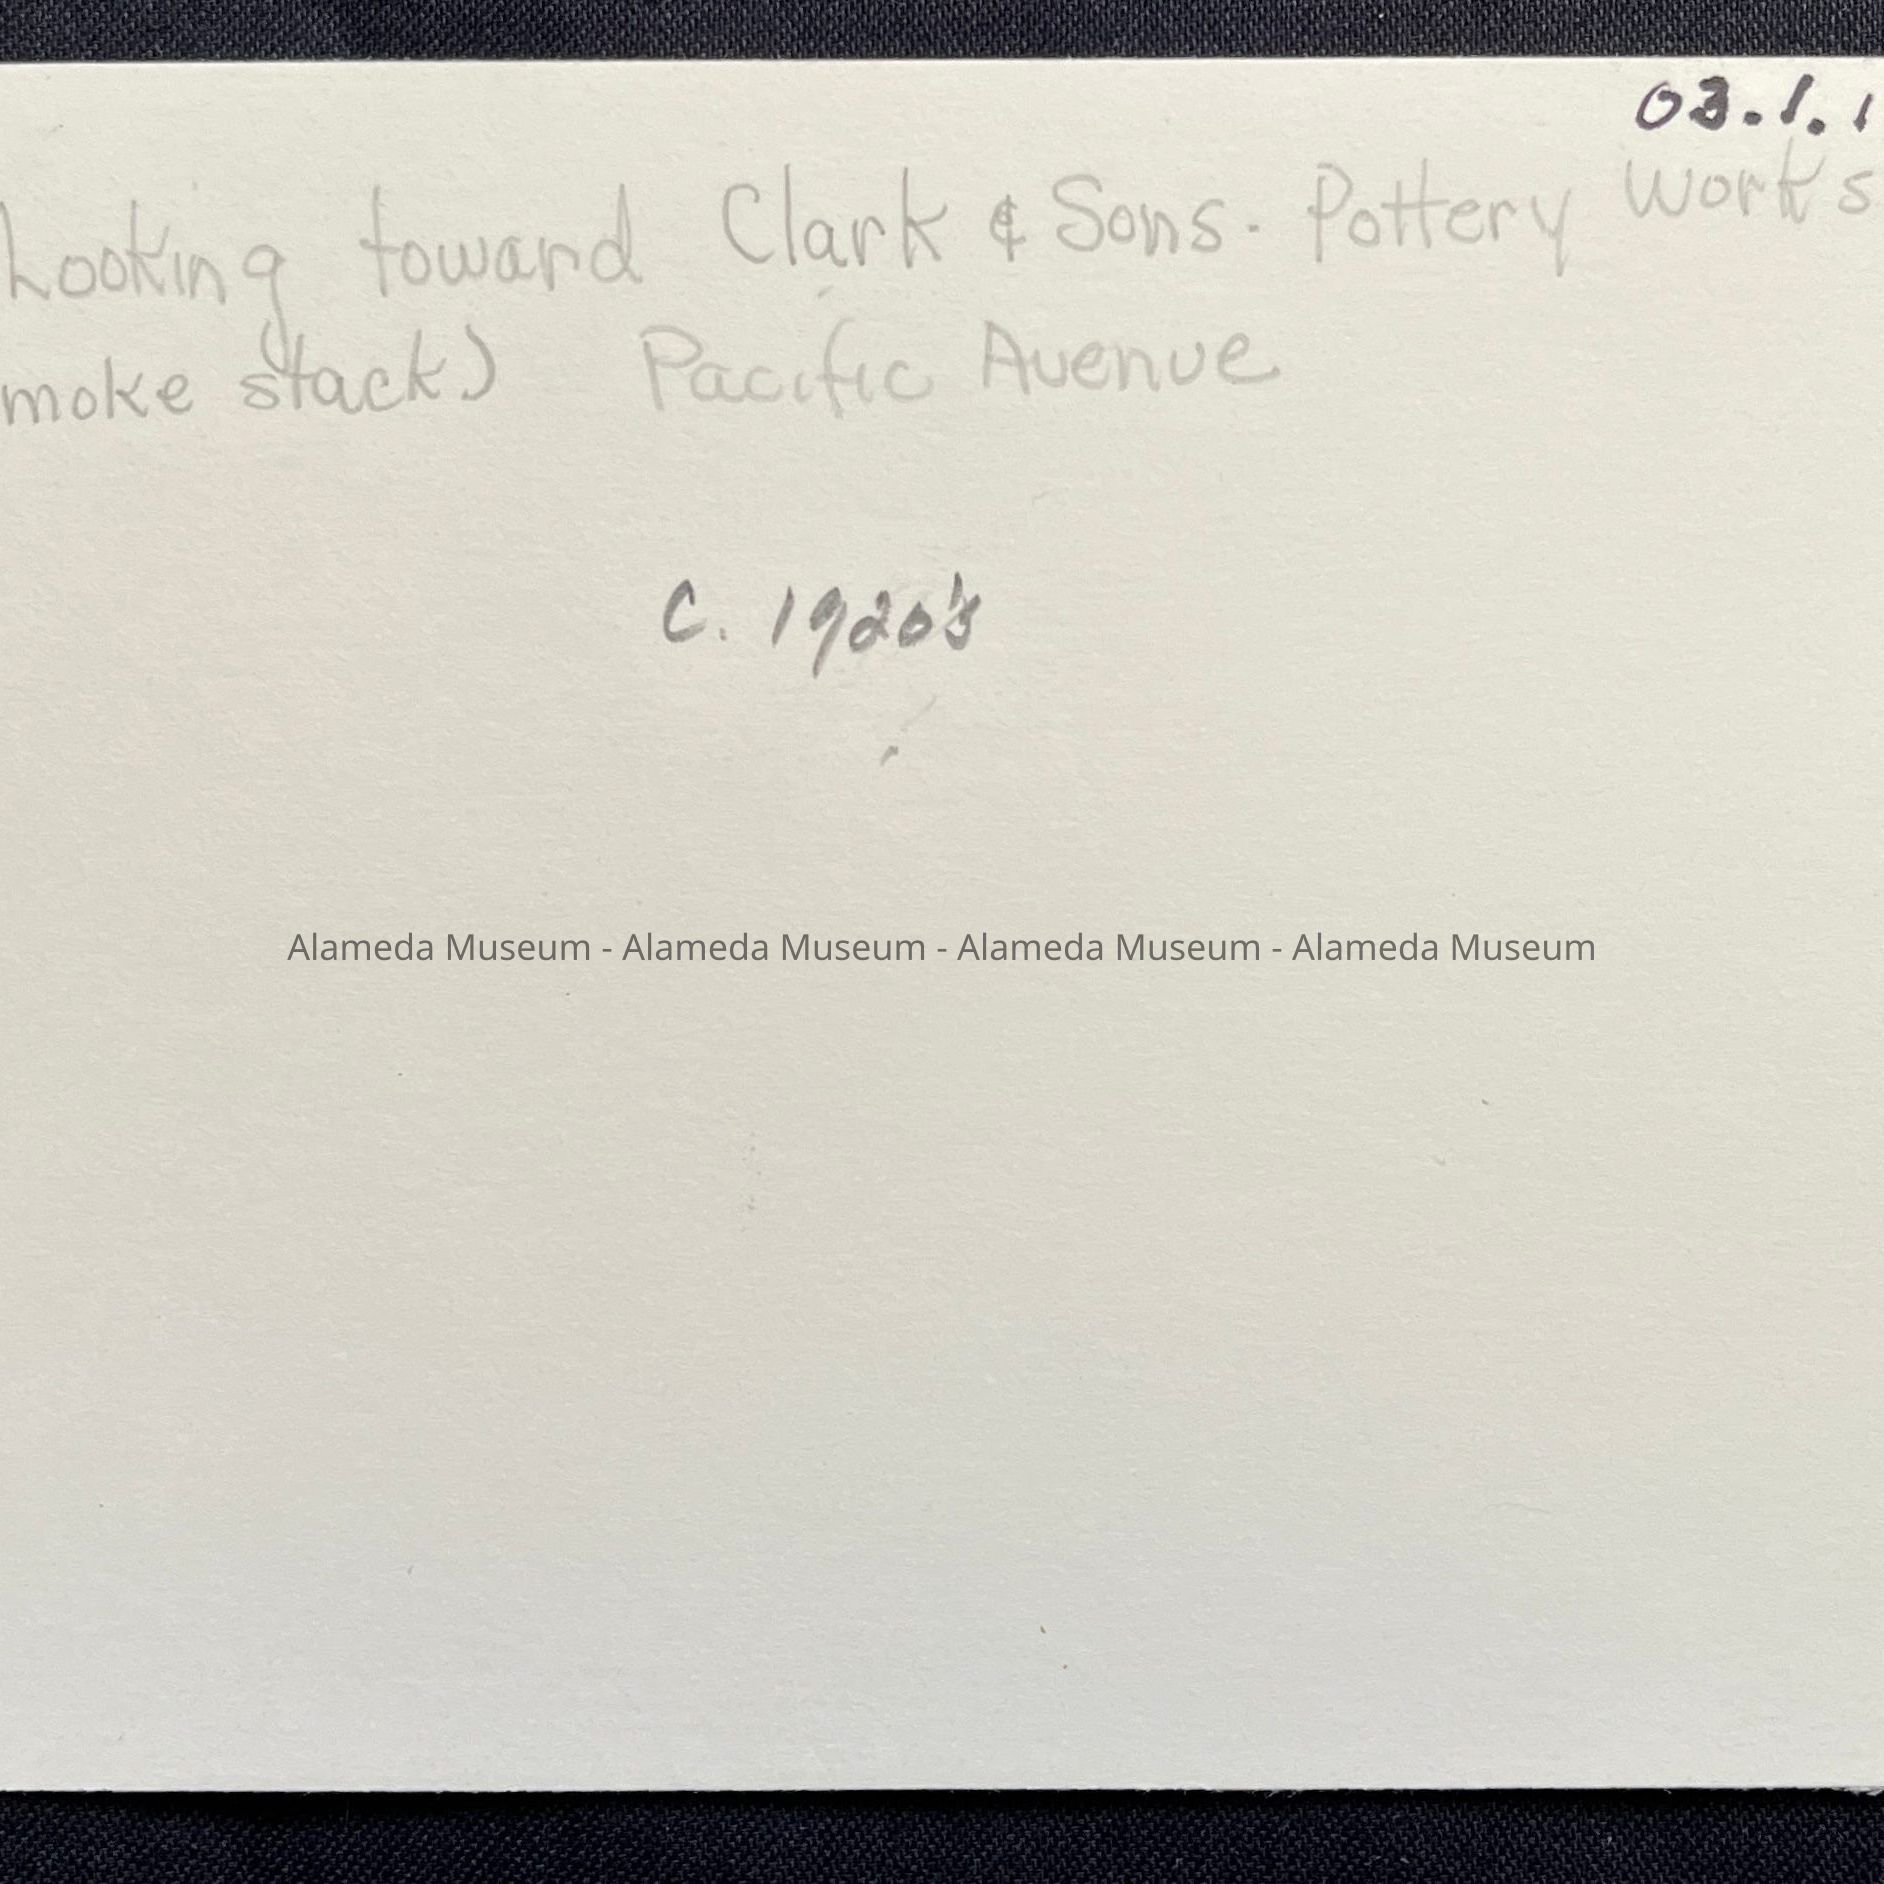 03.1.1
Looking toward Clark & Sons. Pottery Works
moke stack) Pacific Avenue
C. 1920's
Alameda Museum - Alameda Museum - Alameda Museum - Alameda Museum